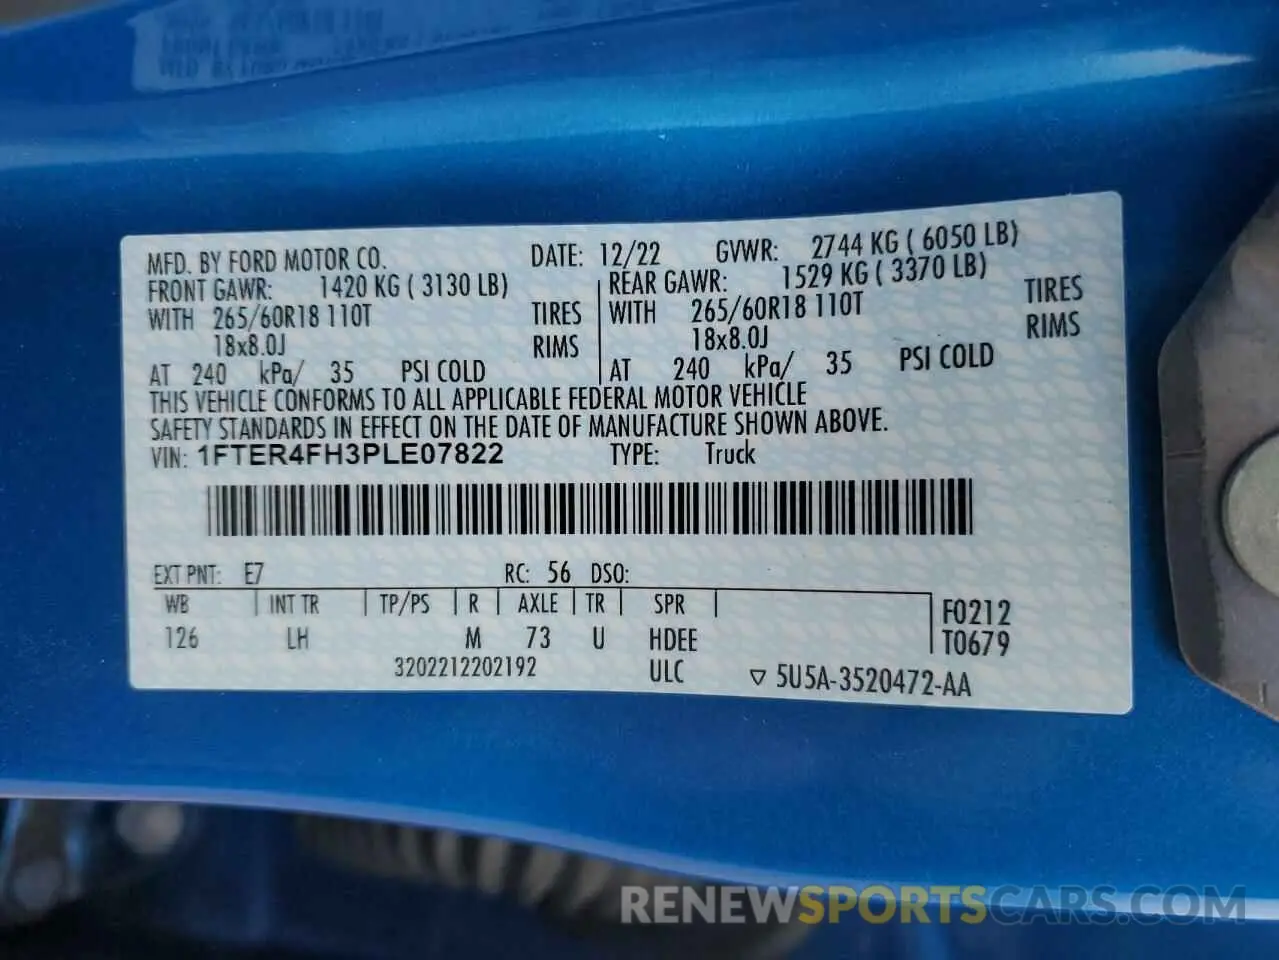 MFD. BY FORD MOTOR CO. DATE: 12/22 GVWR: 2744 KG ( 6050 LB)
FRONT GAWR: 1420 KG ( 3130 LB) REAR GAWR: 1529 KG ( 3370 LB)
WITH 265/60R18 110T TIRES WITH 265/60R18 110T TIRES
18x8.0J RIMS 18x8.0J RIMS
AT 240 kPa/ 35 PSI COLD AT 240 kPa/ 35 PSI COLD
THIS VEHICLE CONFORMS TO ALL APPLICABLE FEDERAL MOTOR VEHICLE
SAFETY STANDARDS IN EFFECT ON THE DATE OF MANUFACTURE SHOWN ABOVE.
VIN: 1FTER4FH3PLE07822 TYPE: Truck
EXT PNT: E7 RC: 56 DSO:
WB INT TR TP/PS R AXLE TR SPR F0212
126 LH M 73 U HDEE T0679
3202212202192 ULC ▽ 5U5A-3520472-AA
RENEWSPORTSCARS.COM